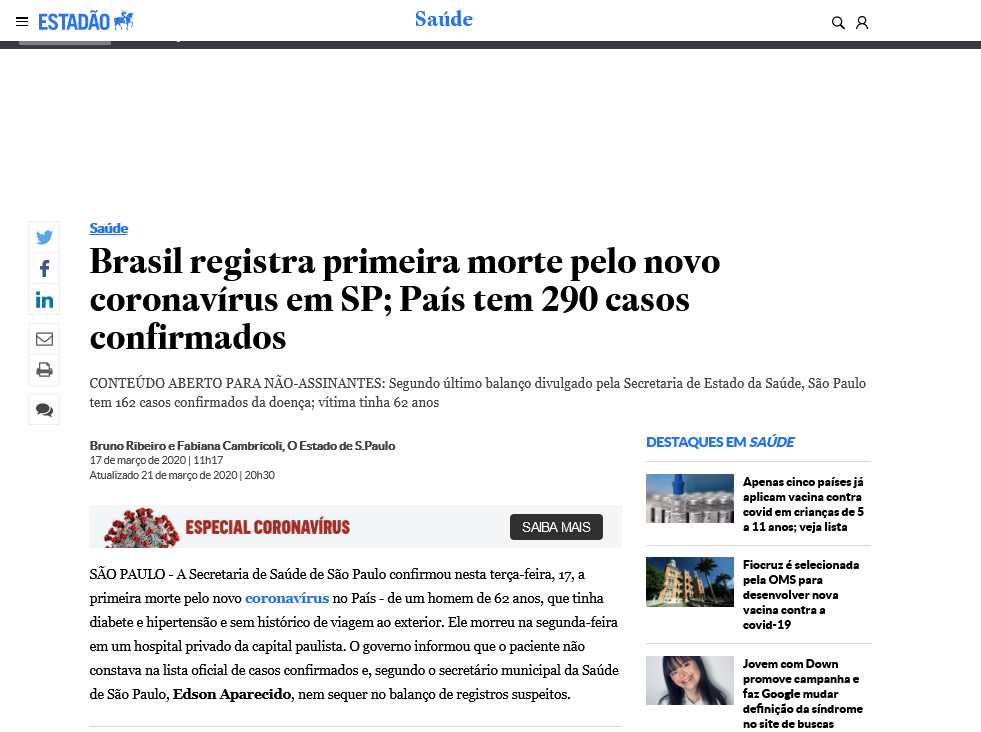 ESTADÃO
Saúde
Saúde
Brasil registra primeira morte pelo novo
coronavírus em SP; País tem 290 casos
confirmados
CONTEÚDO ABERTO PARA NÃO-ASSINANTES: Segundo último balanço divulgado pela Secretaria de Estado da Saúde, São Paulo
tem 162 casos confirmados da doença; vítima tinha 62 anos
Bruno Ribeiro e Fabiana Cambricoli, O Estado de S.Paulo
17 de março de 2020 | 11h17
Atualizado 21 de março de 2020 | 20h30
ESPECIAL CORONAVÍRUS
SAIBA MAIS
SÃO PAULO - A Secretaria de Saúde de São Paulo confirmou nesta terça-feira, 17, a
primeira morte pelo novo coronavírus no País - de um homem de 62 anos, que tinha
diabete e hipertensão e sem histórico de viagem ao exterior. Ele morreu na segunda-feira
em um hospital privado da capital paulista. O governo informou que o paciente não
constava na lista oficial de casos confirmados e, segundo o secretário municipal da Saúde
de São Paulo, Edson Aparecido, nem sequer no balanço de registros suspeitos.
DESTAQUES EM SAÚDE
Apenas cinco países já
aplicam vacina contra
covid em crianças de 5
a 11 anos; veja lista
Fiocruz é selecionada
pela OMS para
desenvolver nova
vacina contra a
covid-19
Jovem com Down
promove campanha e
faz Google mudar
definição da síndrome
no site de buscas